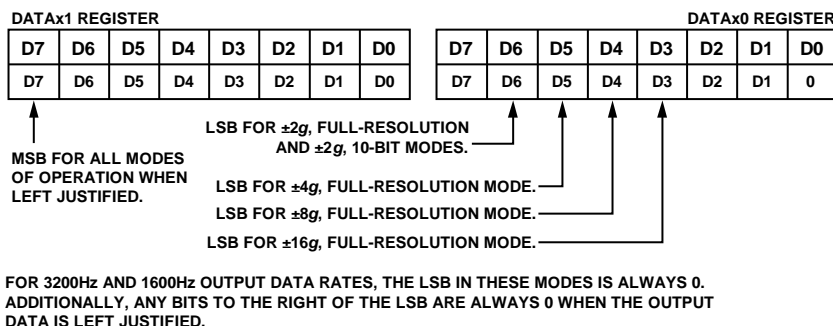 DATAx1 REGISTER
DATAx0 REGISTER
D7 D6 D5 D4 D3 D2 D1 D0
D7 D6 D5 D4 D3 D2 D1 D0
D7 D6 D5 D4 D3 D2 D1 D0
D7 D6 D5 D4 D3 D2 D1 0
LSB FOR ±2g, FULL-RESOLUTION
AND ±2g, 10-BIT MODES.
MSB FOR ALL MODES
OF OPERATION WHEN
LEFT JUSTIFIED.
LSB FOR ±4g, FULL-RESOLUTION MODE.
LSB FOR ±8g, FULL-RESOLUTION MODE.
LSB FOR ±16g, FULL-RESOLUTION MODE.
FOR 3200Hz AND 1600Hz OUTPUT DATA RATES, THE LSB IN THESE MODES IS ALWAYS 0.
ADDITIONALLY, ANY BITS TO THE RIGHT OF THE LSB ARE ALWAYS 0 WHEN THE OUTPUT
DATA IS LEFT JUSTIFIED.